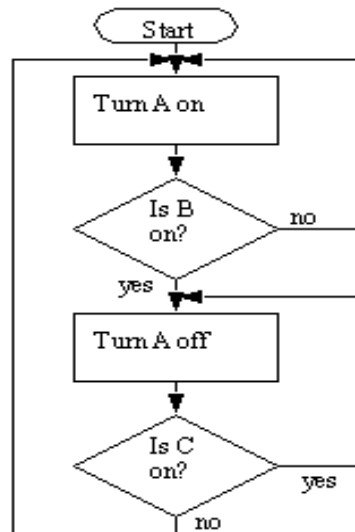 Start
Turn A on
Is B
on?
no
yes
Turn A off
Is C
on?
yes
no